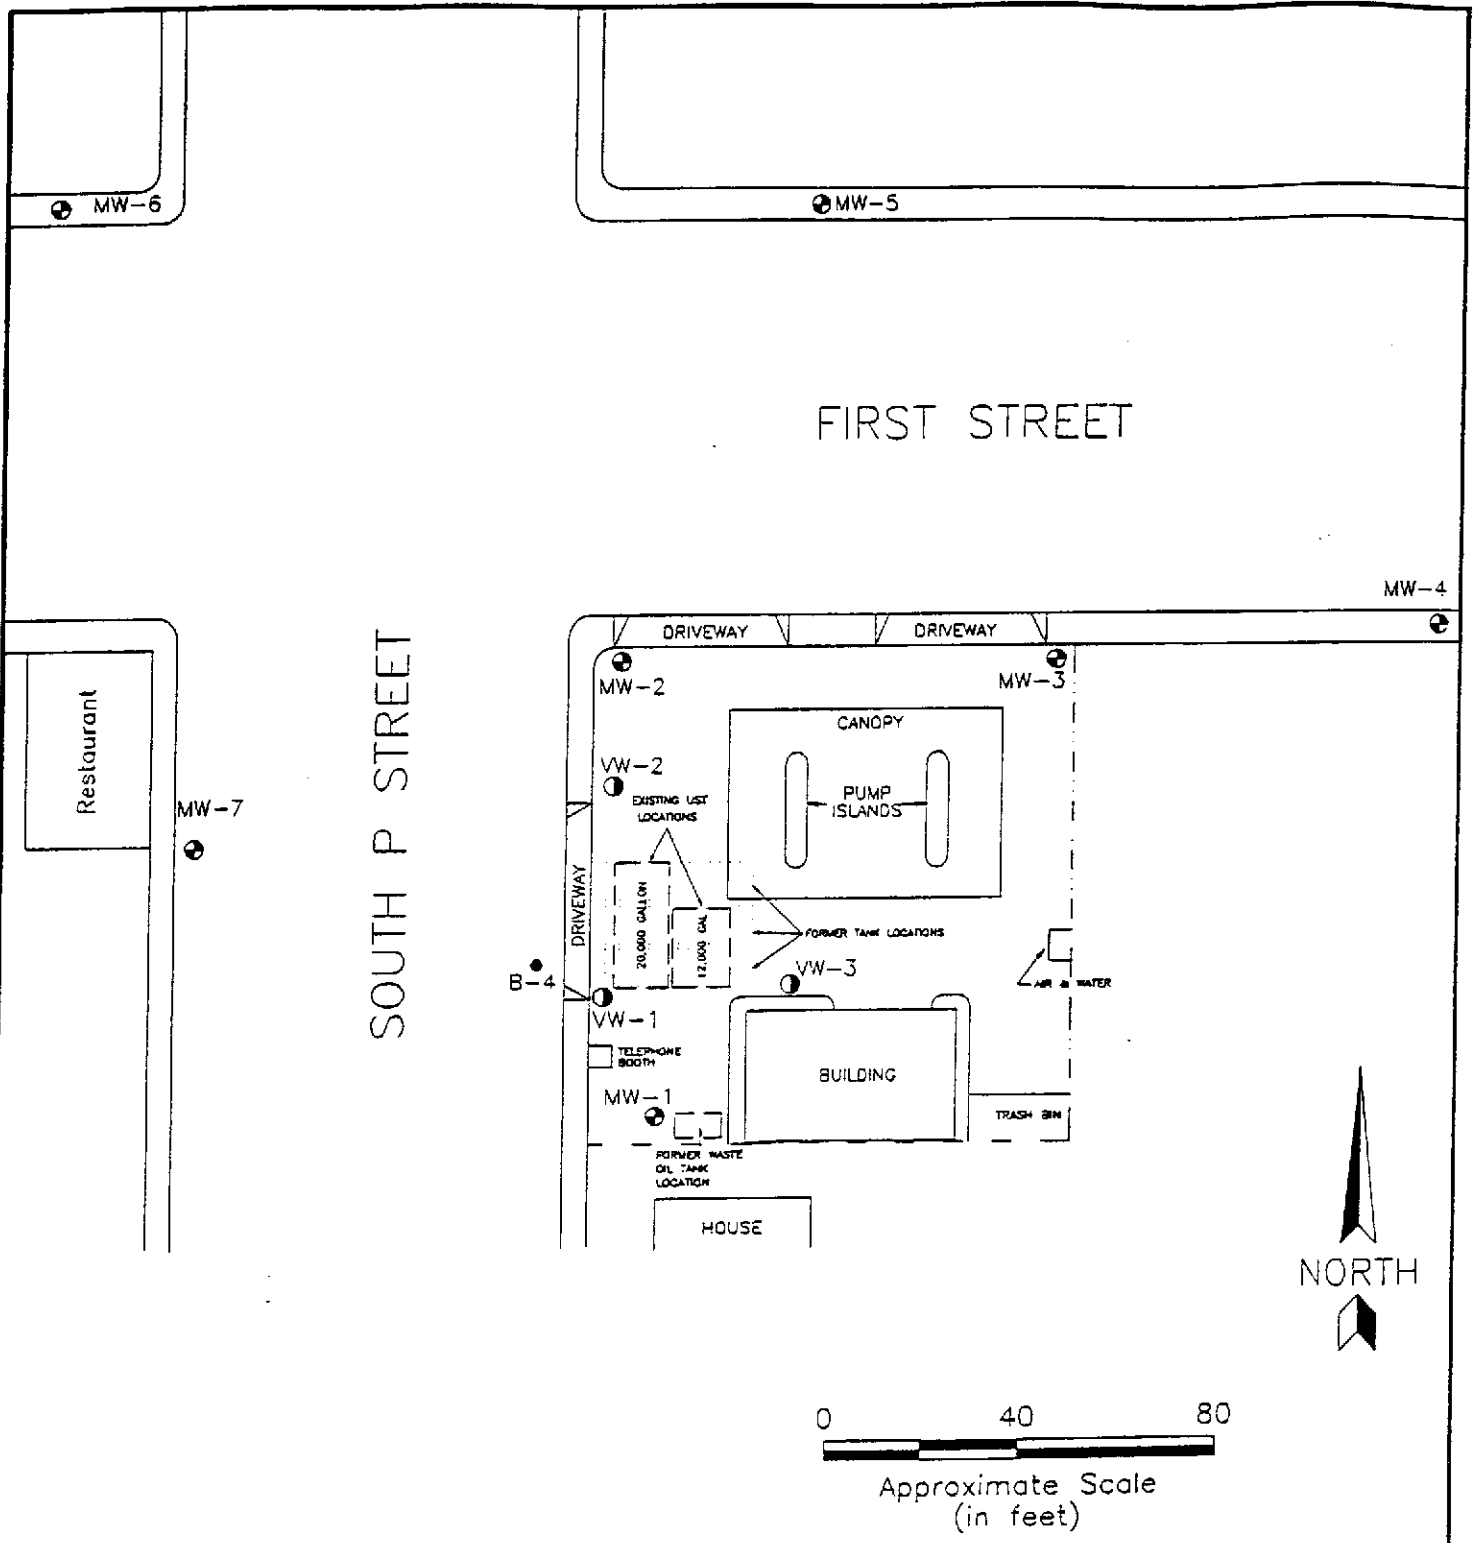 MW-6
MW-5
FIRST STREET
MW-4
DRIVEWAY
DRIVEWAY
MW-2
MW-3
SOUTH P STREET
Restaurant
CANOPY
VW-2
EXISTING UST
LOCATIONS
PUMP
ISLANDS
MW-7
DRIVEWAY
20,000 GALLON
12,000 GAL
FORMER TANK LOCATIONS
B-4
VW-3
AIR & WATER
VW-1
TELEPHONE
BOOTH
BUILDING
MW-1
TRASH BIN
FORMER WASTE
OIL TANK
LOCATION
HOUSE
NORTH
0 40 80
Approximate Scale
(in feet)